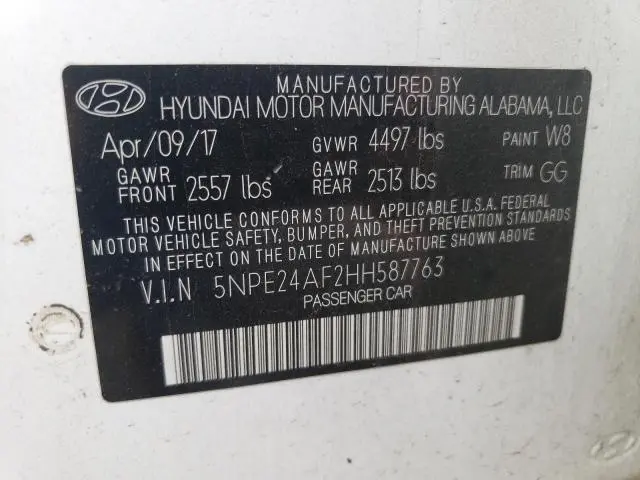 MANUFACTURED BY
HYUNDAI MOTOR MANUFACTURING ALABAMA, LLC
Apr/09/17 GVWR 4497 lbs PAINT W8
GAWR FRONT 2557 lbs GAWR REAR 2513 lbs TRIM GG
THIS VEHICLE CONFORMS TO ALL APPLICABLE U.S.A. FEDERAL
MOTOR VEHICLE SAFETY, BUMPER, AND THEFT PREVENTION STANDARDS
IN EFFECT ON THE DATE OF MANUFACTURE SHOWN ABOVE.
V.I.N 5NPE24AF2HH587763
PASSENGER CAR